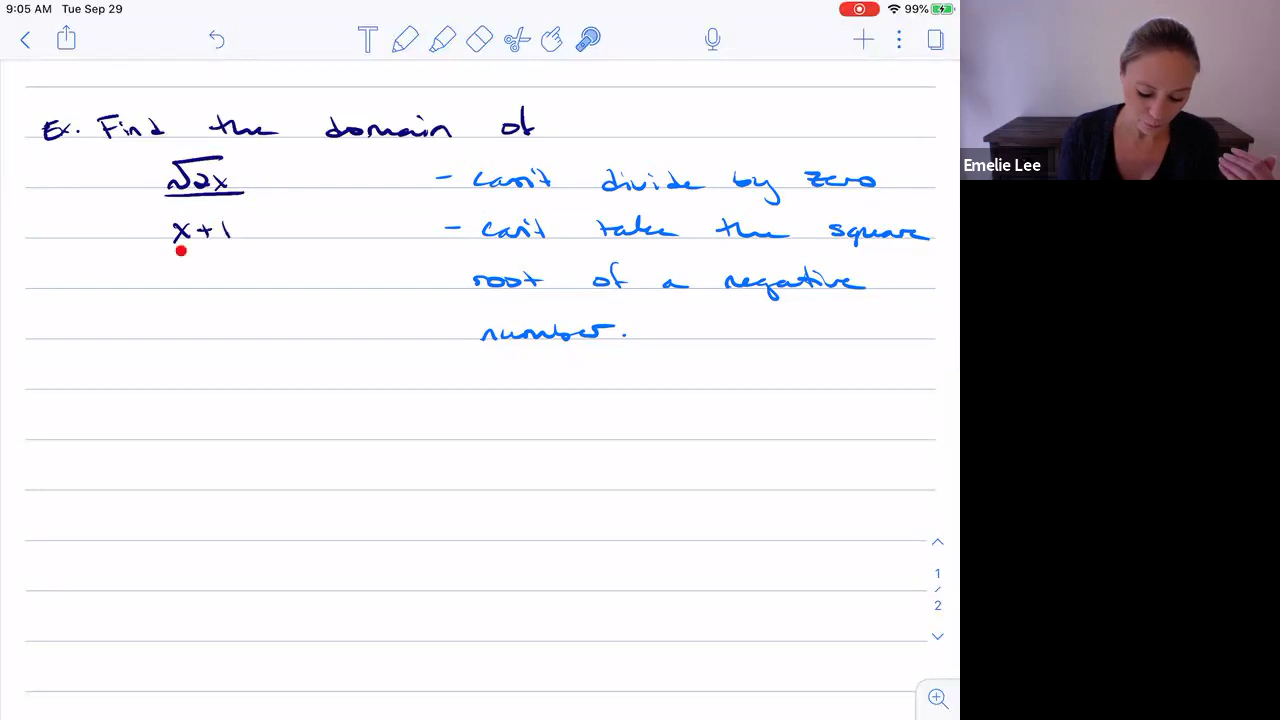 9:05 AM Tue Sep 29
99%
Ex. Find the domain of
√2x
x+1
- can't divide by zero
- can't take the square
root of a negative
number.
Emelie Lee
1
/
2